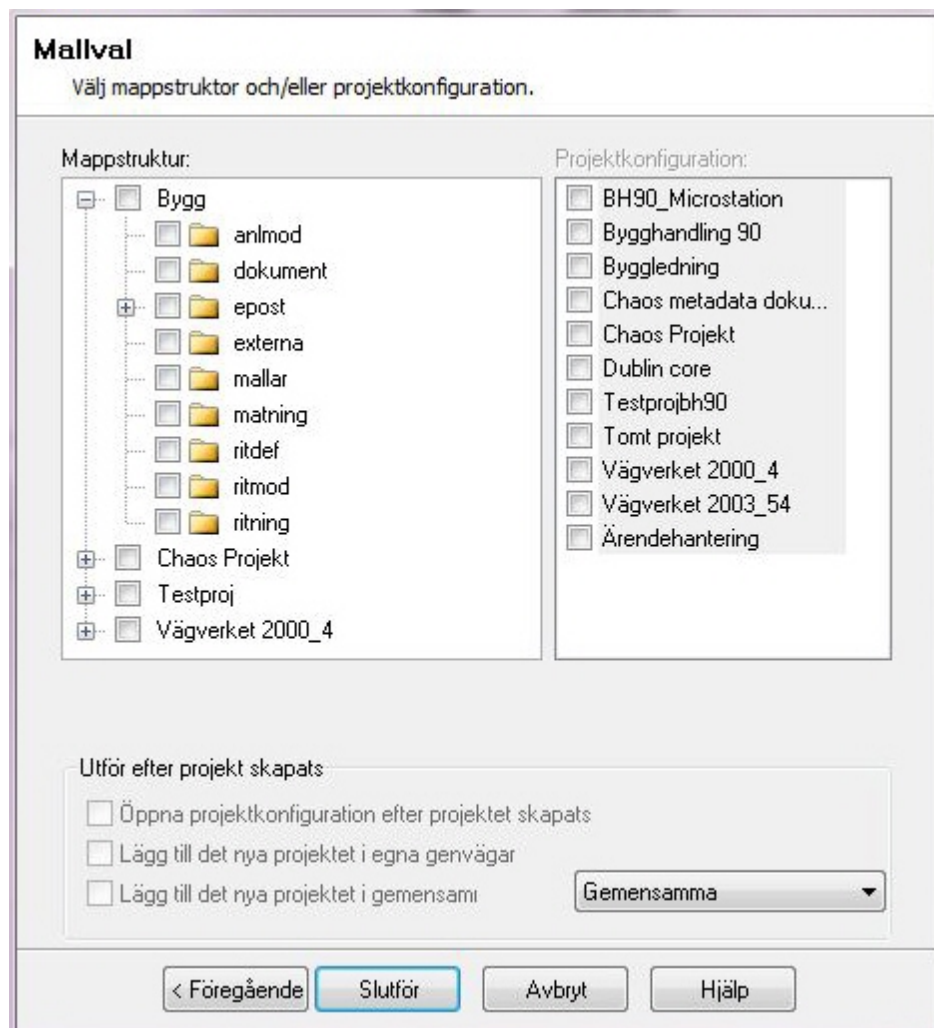 Mallval
Välj mappstruktor och/eller projektkonfiguration.
Mappstruktur:
Bygg
anlmod
dokument
epost
externa
mallar
matning
ritdef
ritmod
ritning
Chaos Projekt
Testproj
Vägverket 2000_4
Projektkonfiguration:
BH90_Microstation
Bygghandling 90
Byggledning
Chaos metadata doku...
Chaos Projekt
Dublin core
Testprojbh90
Tomt projekt
Vägverket 2000_4
Vägverket 2003_54
Ärendehantering
Utför efter projekt skapats
Öppna projektkonfiguration efter projektet skapats
Lägg till det nya projektet i egna genvägar
Lägg till det nya projektet i gemensami
Gemensamma
< Föregående
Slutför
Avbryt
Hjälp